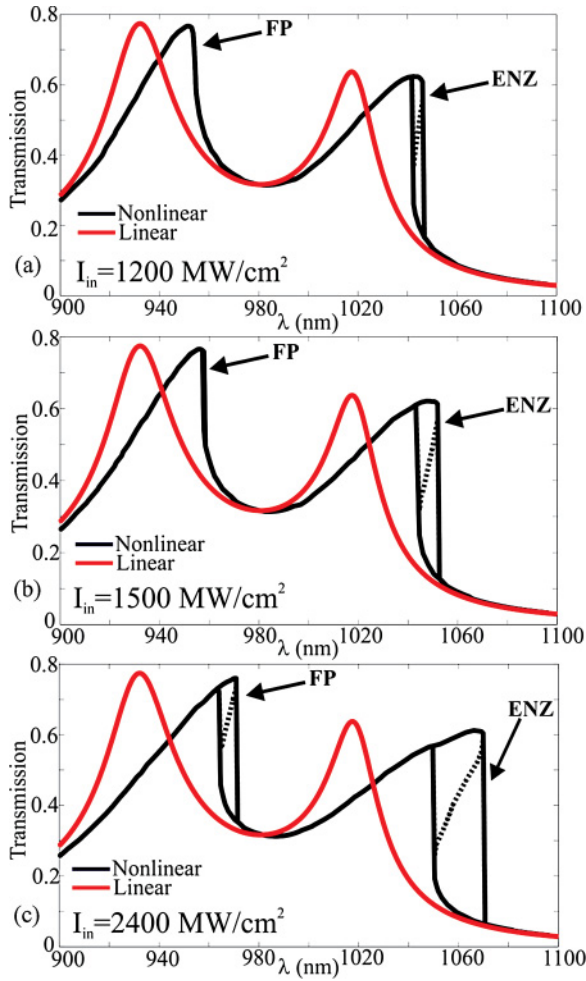 0.8
FP
0.6
ENZ
Transmission
0.4
0.2
Nonlinear
Linear
(a)
I_in=1200 MW/cm²
0
900 940 980 1020 1060 1100
λ (nm)
0.8
FP
0.6
ENZ
Transmission
0.4
0.2
Nonlinear
Linear
(b)
I_in=1500 MW/cm²
0
900 940 980 1020 1060 1100
λ (nm)
0.8
FP
ENZ
0.6
Transmission
0.4
0.2
Nonlinear
Linear
(c)
I_in=2400 MW/cm²
0
900 940 980 1020 1060 1100
λ (nm)